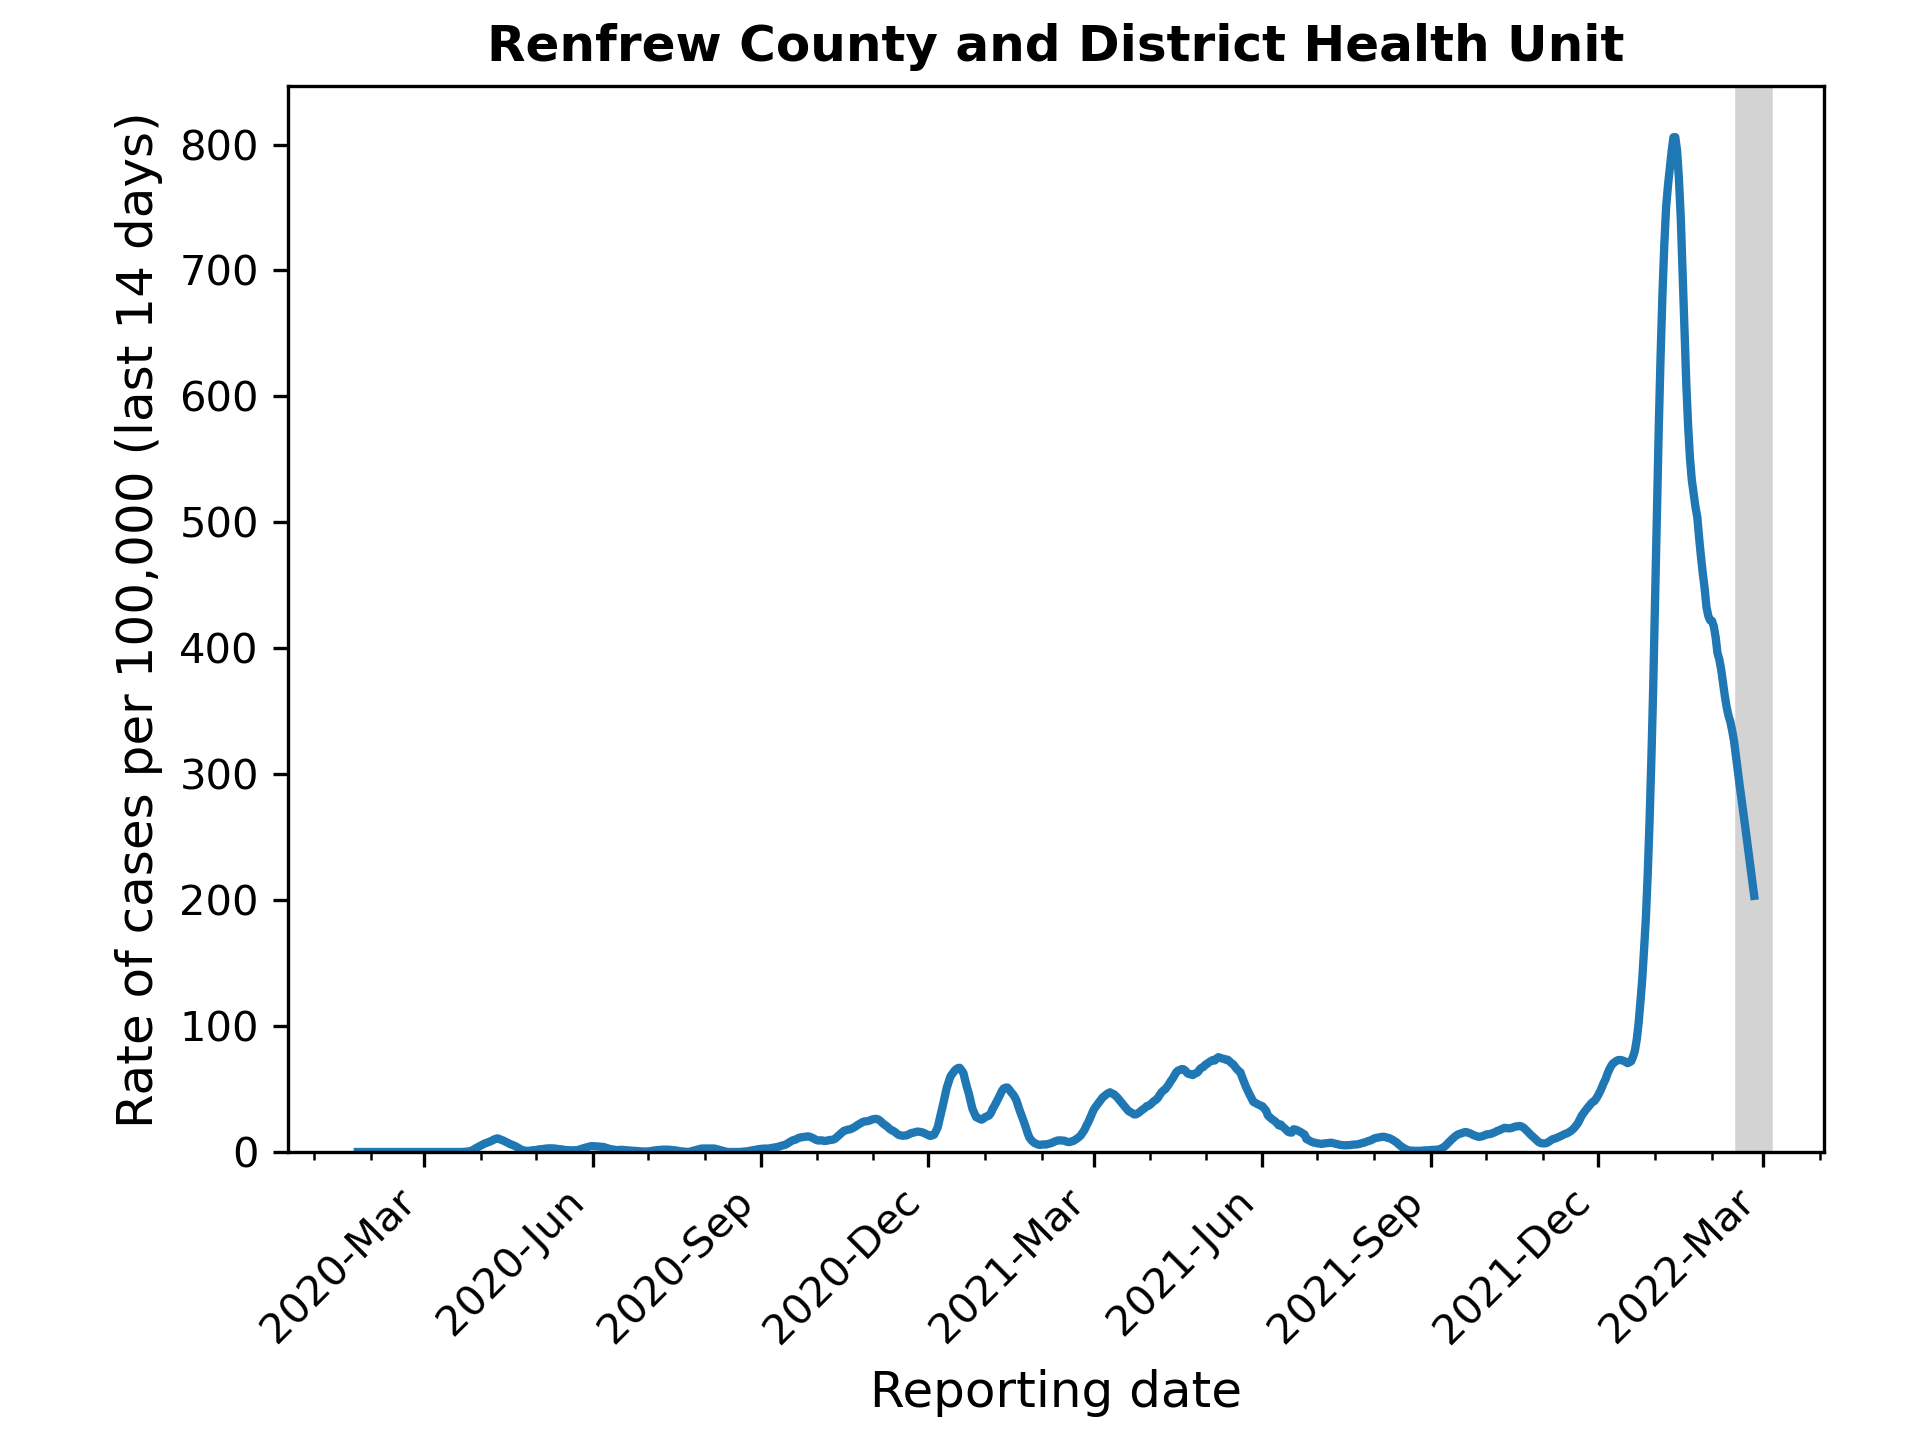 Renfrew County and District Health Unit
Rate of cases per 100,000 (last 14 days)
800
700
600
500
400
300
200
100
0
2020-Mar
2020-Jun
2020-Sep
2020-Dec
2021-Mar
2021-Jun
2021-Sep
2021-Dec
2022-Mar
Reporting date